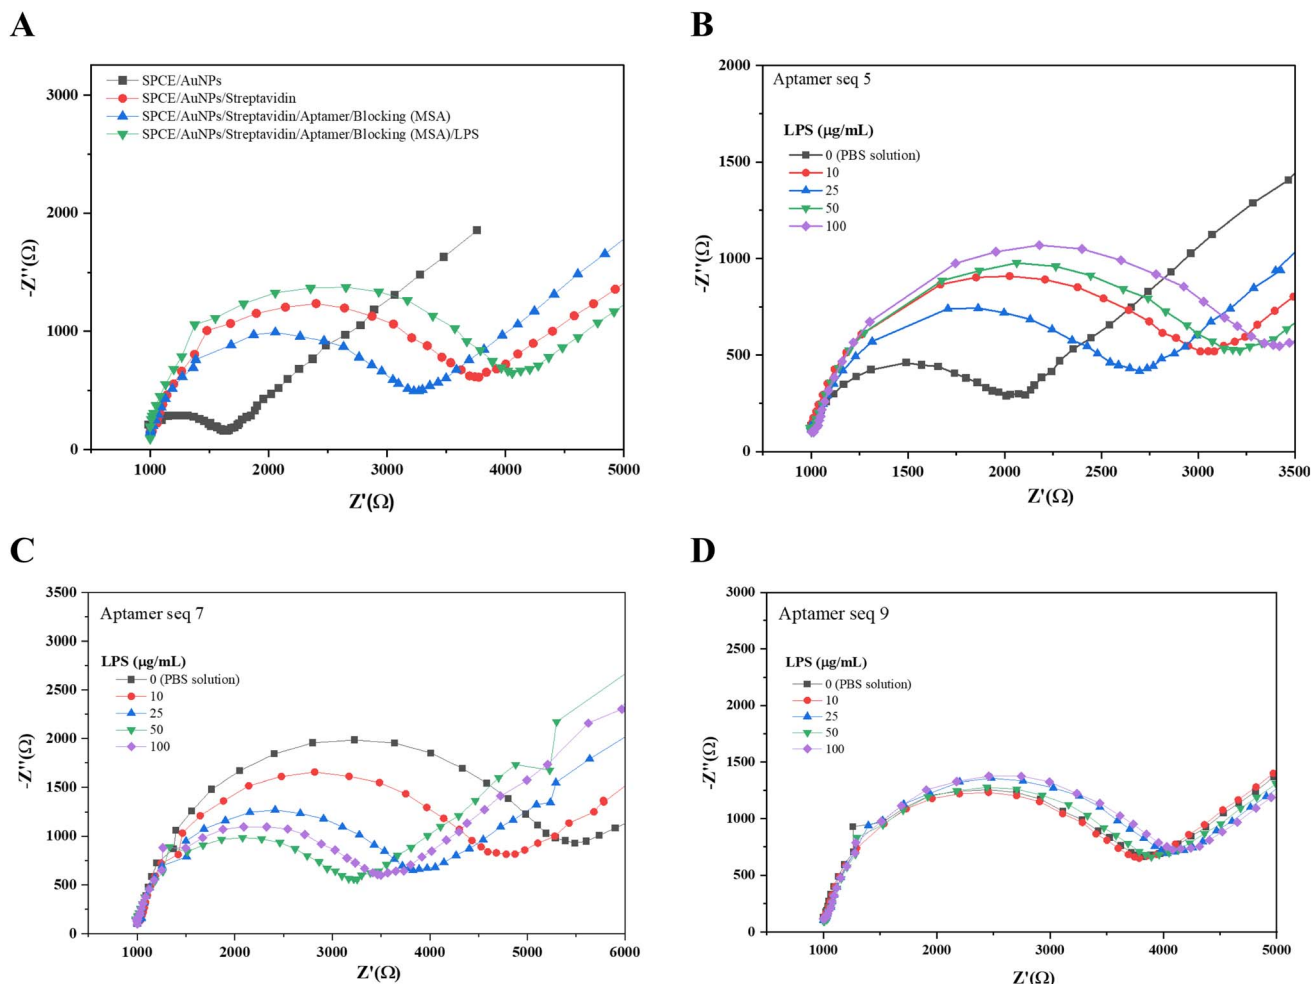 A
SPCE/AuNPs
SPCE/AuNPs/Streptavidin
SPCE/AuNPs/Streptavidin/Aptamer/Blocking (MSA)
SPCE/AuNPs/Streptavidin/Aptamer/Blocking (MSA)/LPS
3000
2000
1000
0
-Z''(Ω)
1000 2000 3000 4000 5000
Z'(Ω)
B
Aptamer seq 5
LPS (μg/mL)
0 (PBS solution)
10
25
50
100
2000
1500
1000
500
0
-Z''(Ω)
1000 1500 2000 2500 3000 3500
Z'(Ω)
C
Aptamer seq 7
LPS (μg/mL)
0 (PBS solution)
10
25
50
100
3500
3000
2500
2000
1500
1000
500
0
-Z''(Ω)
1000 2000 3000 4000 5000 6000
Z'(Ω)
D
Aptamer seq 9
LPS (μg/mL)
0 (PBS solution)
10
25
50
100
3000
2500
2000
1500
1000
500
0
-Z''(Ω)
1000 2000 3000 4000 5000
Z'(Ω)